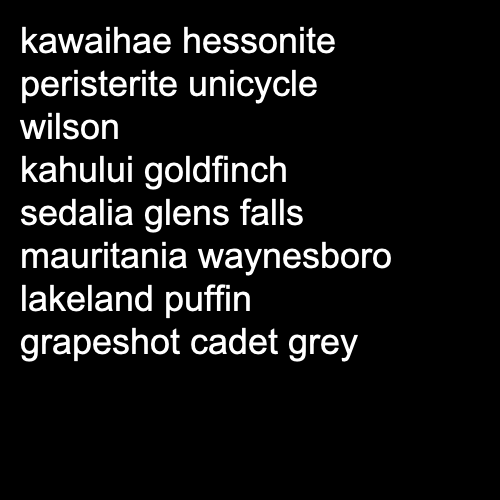 kawaihae hessonite
peristerite unicycle
wilson
kahului goldfinch
sedalia glens falls
mauritania waynesboro
lakeland puffin
grapeshot cadet grey